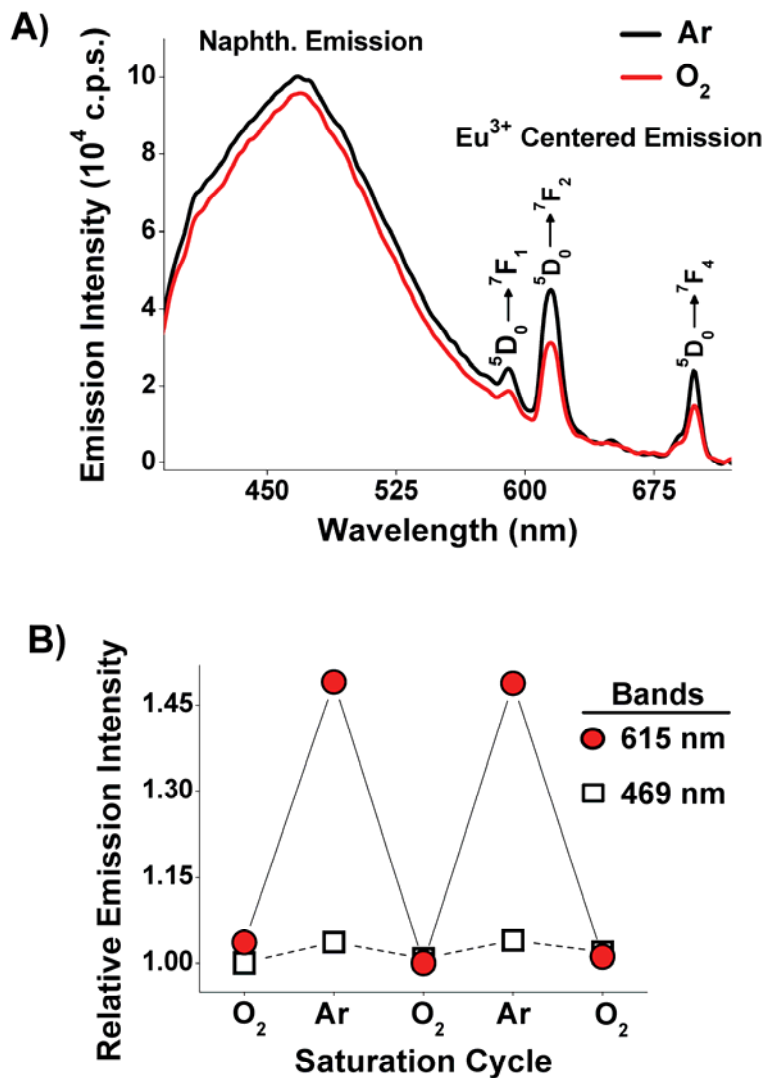 A)
Naphth. Emission
Ar
O₂
Eu³⁺ Centered Emission
⁵D₀ → ⁷F₁
⁵D₀ → ⁷F₂
⁵D₀ → ⁷F₄
Emission Intensity (10⁴ c.p.s.)
10
8
6
4
2
0
450
525
600
675
Wavelength (nm)
B)
Relative Emission Intensity
1.45
1.30
1.15
1.00
Bands
615 nm
469 nm
O₂
Ar
O₂
Ar
O₂
Saturation Cycle